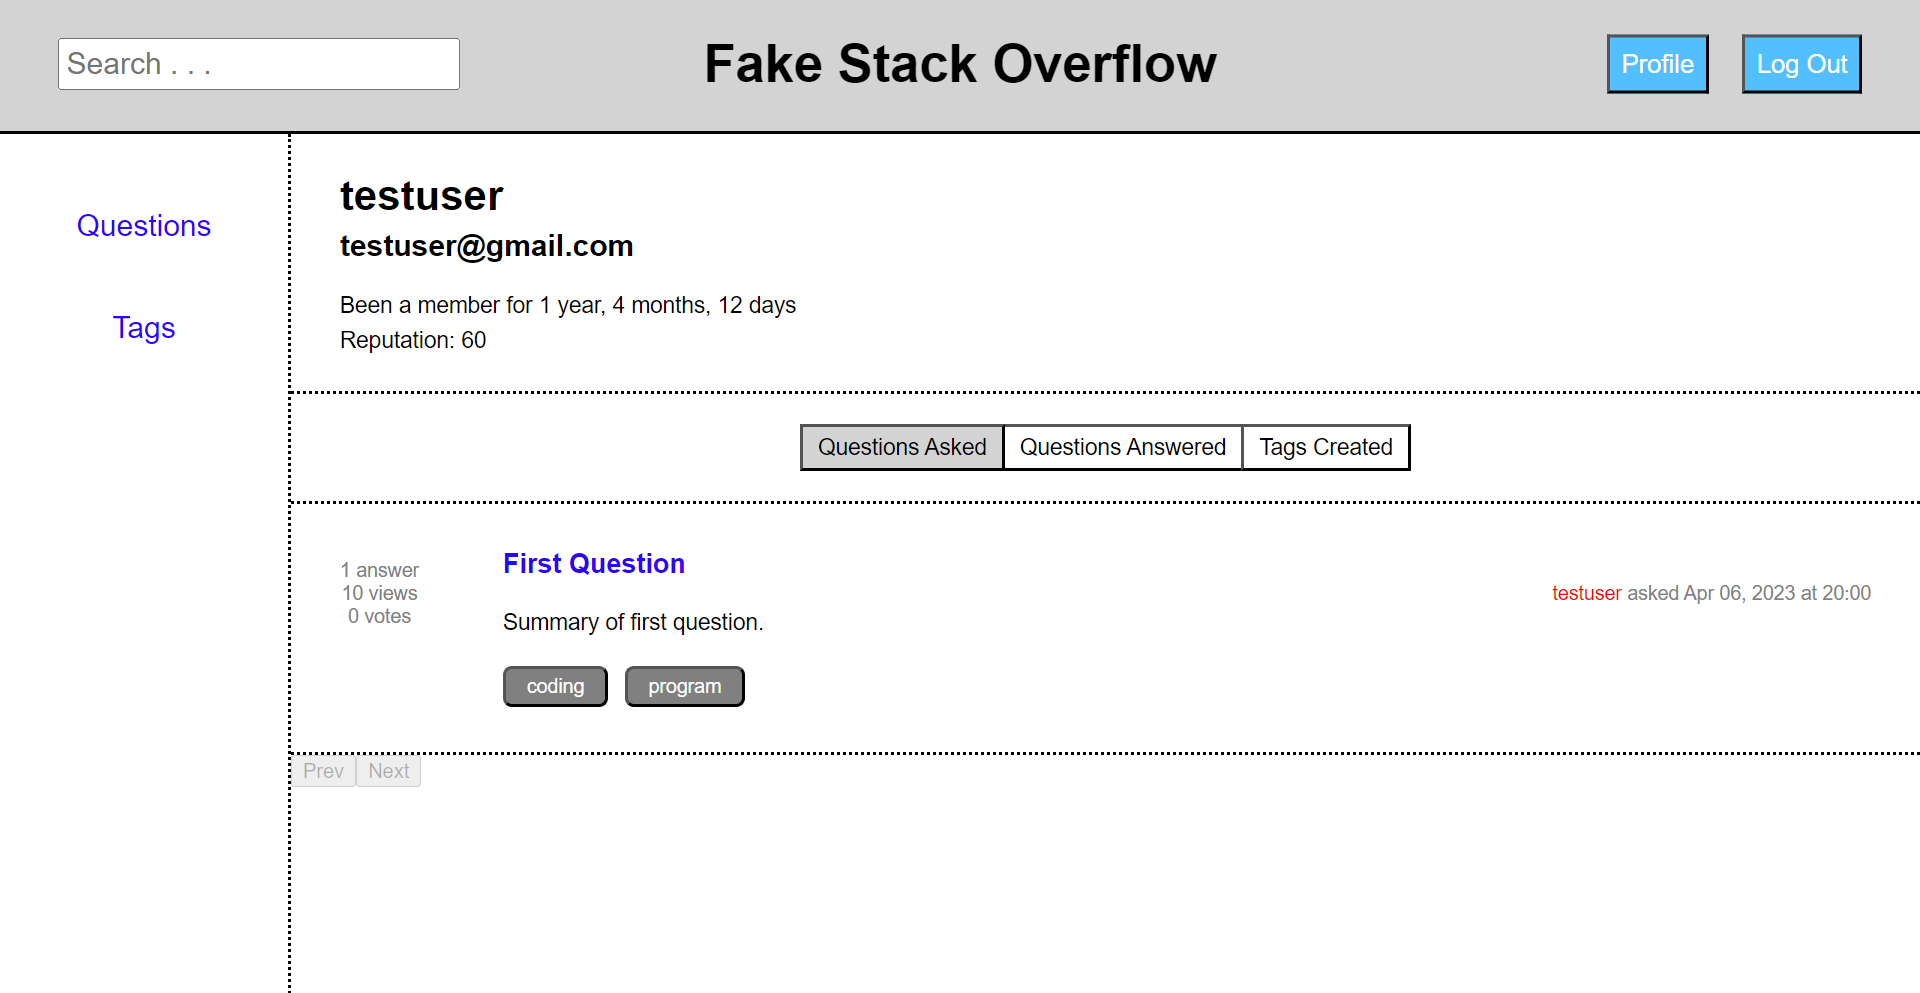 Search . . .
Fake Stack Overflow
Profile
Log Out
Questions
Tags
testuser
testuser@gmail.com
Been a member for 1 year, 4 months, 12 days
Reputation: 60
Questions Asked
Questions Answered
Tags Created
1 answer
10 views
0 votes
First Question
Summary of first question.
coding
program
testuser asked Apr 06, 2023 at 20:00
Prev
Next